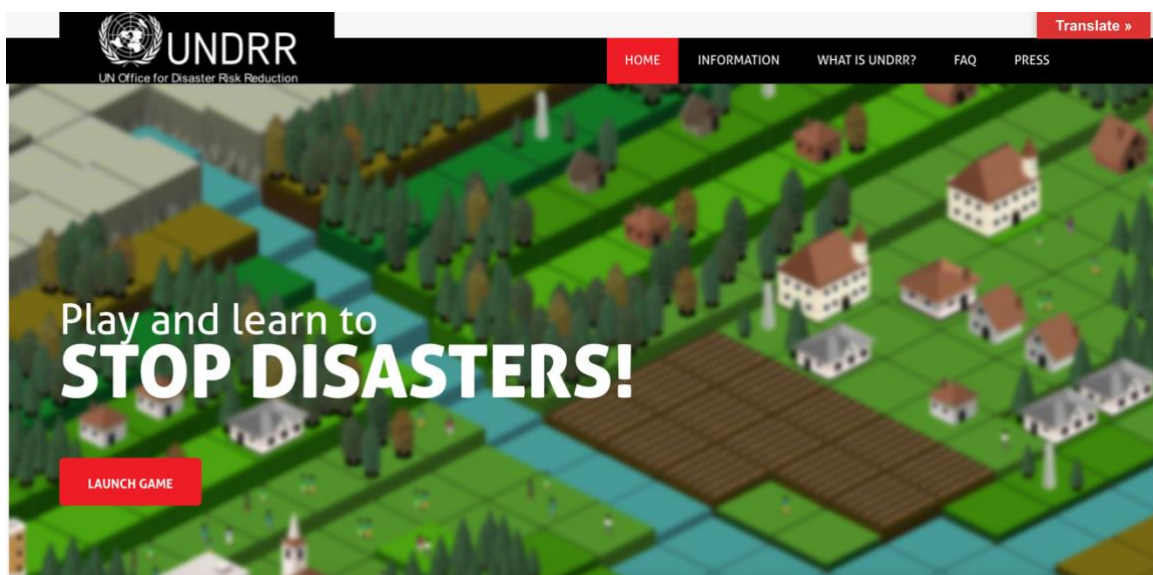 Translate »
UNDRR
UN Office for Disaster Risk Reduction
HOME INFORMATION WHAT IS UNDRR? FAQ PRESS
Play and learn to
STOP DISASTERS!
LAUNCH GAME